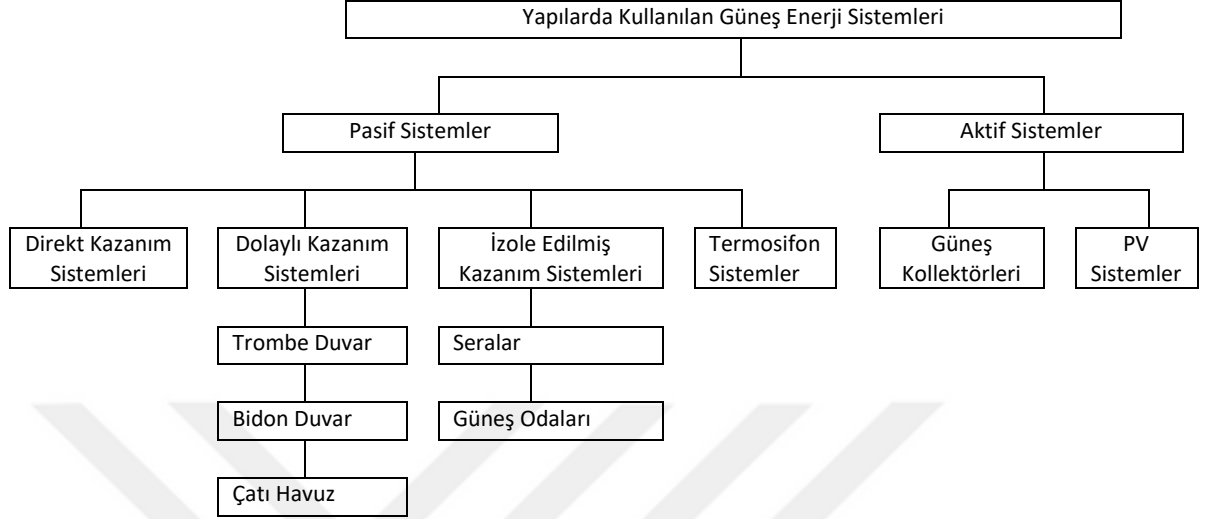 Yapılarda Kullanılan Güneş Enerji Sistemleri
Pasif Sistemler
Aktif Sistemler
Direkt Kazanım
Sistemleri
Dolaylı Kazanım
Sistemleri
İzole Edilmiş
Kazanım Sistemleri
Termosifon
Sistemler
Güneş
Kollektörleri
PV
Sistemler
Trombe Duvar
Seralar
Bidon Duvar
Güneş Odaları
Çatı Havuz